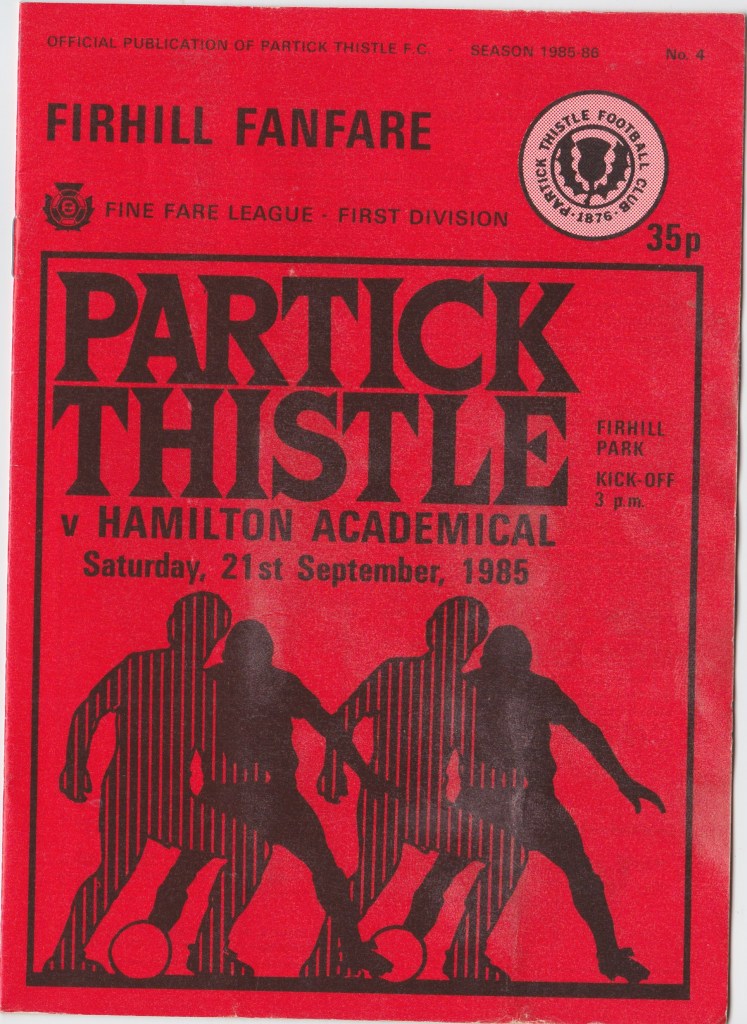 OFFICIAL PUBLICATION OF PARTICK THISTLE F.C. · SEASON 1985-86 No. 4
FIRHILL FANFARE
PARTICK THISTLE FOOTBALL CLUB
· 1876 ·
FINE FARE LEAGUE · FIRST DIVISION
35p
PARTICK
THISTLE
FIRHILL
PARK
KICK-OFF
3 p.m.
v HAMILTON ACADEMICAL
Saturday, 21st September, 1985